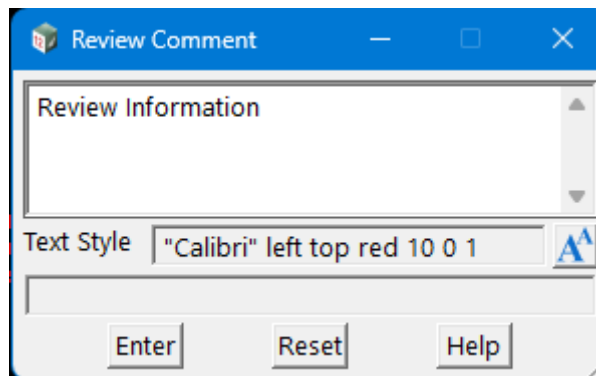 Review Comment
Review Information
Text Style "Calibri" left top red 10 0 1
Enter Reset Help